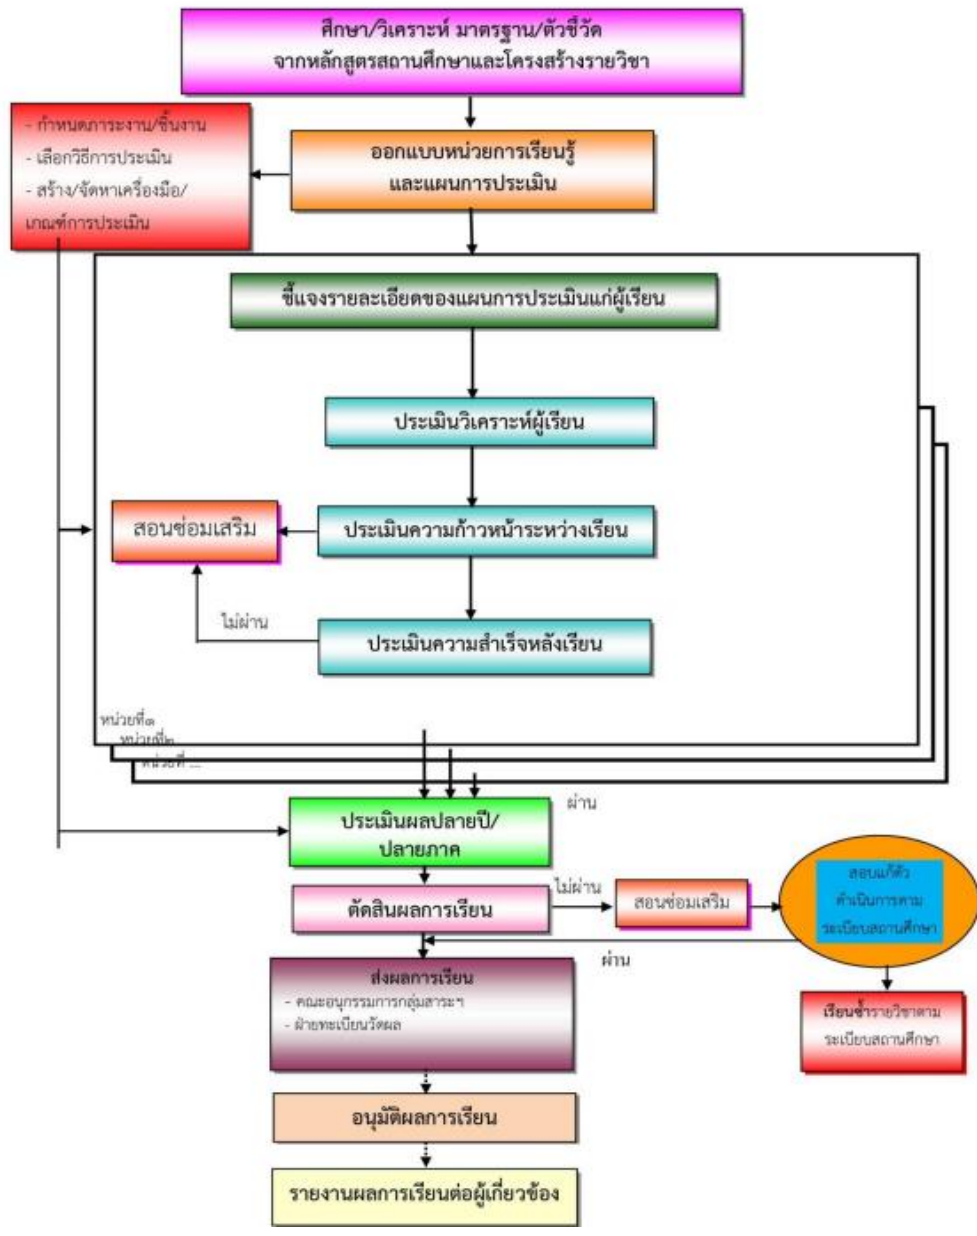 ศึกษา/วิเคราะห์ มาตรฐาน/ตัวชี้วัด
จากหลักสูตรสถานศึกษาและโครงสร้างรายวิชา
- กำหนดภาระงาน/ชิ้นงาน
- เลือกวิธีการประเมิน
- สร้าง/จัดหาเครื่องมือ/
เกณฑ์การประเมิน
ออกแบบหน่วยการเรียนรู้
และแผนการประเมิน
ชี้แจงรายละเอียดของแผนการประเมินแก่ผู้เรียน
ประเมินวิเคราะห์ผู้เรียน
สอนซ่อมเสริม
ประเมินความก้าวหน้าระหว่างเรียน
ไม่ผ่าน
ประเมินความสำเร็จหลังเรียน
หน่วยที่๑
หน่วยที่๒
หน่วยที่ ...
ผ่าน
ประเมินผลปลายปี/
ปลายภาค
ไม่ผ่าน
ตัดสินผลการเรียน
สอนซ่อมเสริม
สอบแก้ตัว
ดำเนินการตาม
ระเบียบสถานศึกษา
ผ่าน
ส่งผลการเรียน
- คณะอนุกรรมการกลุ่มสาระฯ
- ฝ่ายทะเบียนวัดผล
เรียนซ้ำรายวิชาตาม
ระเบียบสถานศึกษา
อนุมัติผลการเรียน
รายงานผลการเรียนต่อผู้เกี่ยวข้อง